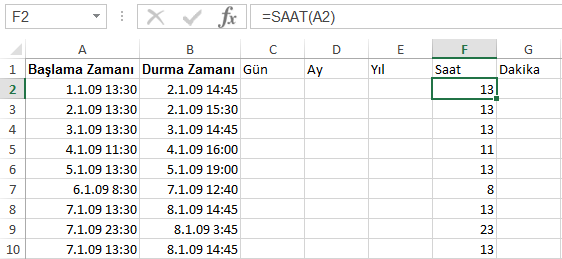 F2 =SAAT(A2)
A B C D E F G
1 Başlama Zamanı Durma Zamanı Gün Ay Yıl Saat Dakika
2 1.1.09 13:30 2.1.09 14:45 13
3 2.1.09 13:30 2.1.09 15:30 13
4 3.1.09 13:30 3.1.09 14:45 13
5 4.1.09 11:30 4.1.09 16:00 11
6 5.1.09 13:30 5.1.09 19:00 13
7 6.1.09 8:30 7.1.09 12:40 8
8 7.1.09 13:30 8.1.09 14:45 13
9 7.1.09 23:30 8.1.09 3:45 23
10 7.1.09 13:30 8.1.09 14:45 13